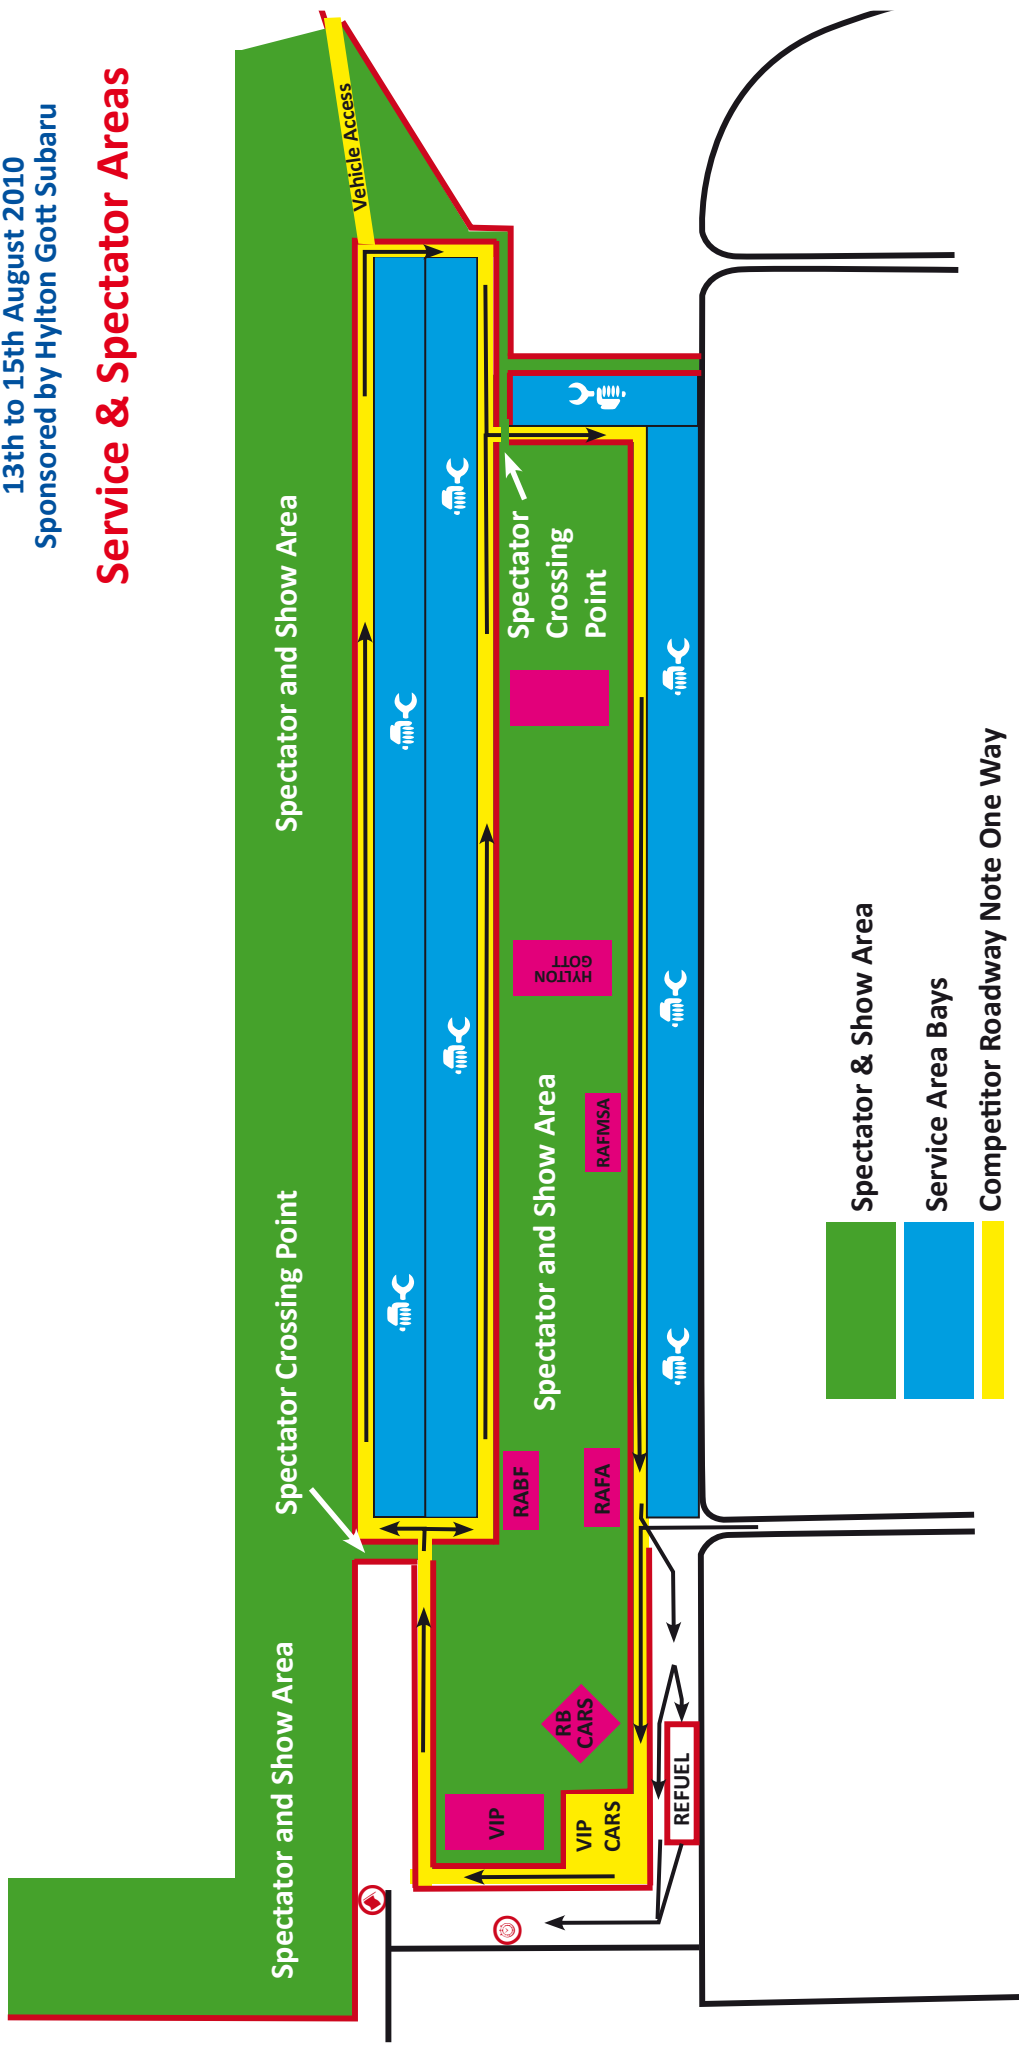 13th to 15th August 2010
Sponsored by Hylton Gott Subaru
Service & Spectator Areas
Spectator and Show Area
Spectator Crossing Point
Spectator and Show Area
Vehicle Access
Spectator
Crossing
Point
Spectator and Show Area
HYLTON
GOTT
RAFMSA
RABF
RAFA
RB
CARS
VIP
VIP
CARS
REFUEL
Spectator & Show Area
Service Area Bays
Competitor Roadway Note One Way